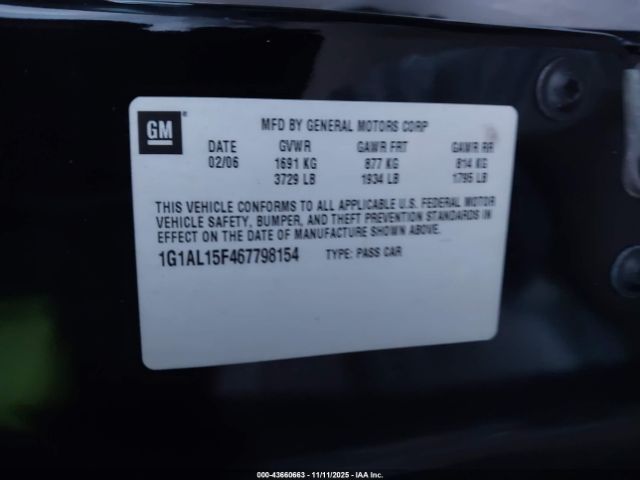 GM
MFD BY GENERAL MOTORS CORP
DATE GVWR GAWR FRT GAWR RR
02/06 1691 KG 877 KG 814 KG
3729 LB 1934 LB 1795 LB
THIS VEHICLE CONFORMS TO ALL APPLICABLE U.S. FEDERAL MOTOR
VEHICLE SAFETY, BUMPER, AND THEFT PREVENTION STANDARDS IN
EFFECT ON THE DATE OF MANUFACTURE SHOWN ABOVE.
1G1AL15F467798154 TYPE: PASS CAR
000-43660663 - 11/11/2025 - IAA Inc.